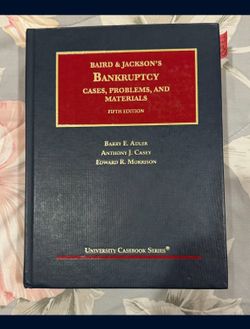 BAIRD & JACKSON'S
BANKRUPTCY
CASES, PROBLEMS, AND
MATERIALS
FIFTH EDITION
BARRY E. ADLER
ANTHONY J. CASEY
EDWARD R. MORRISON
UNIVERSITY CASEBOOK SERIES®